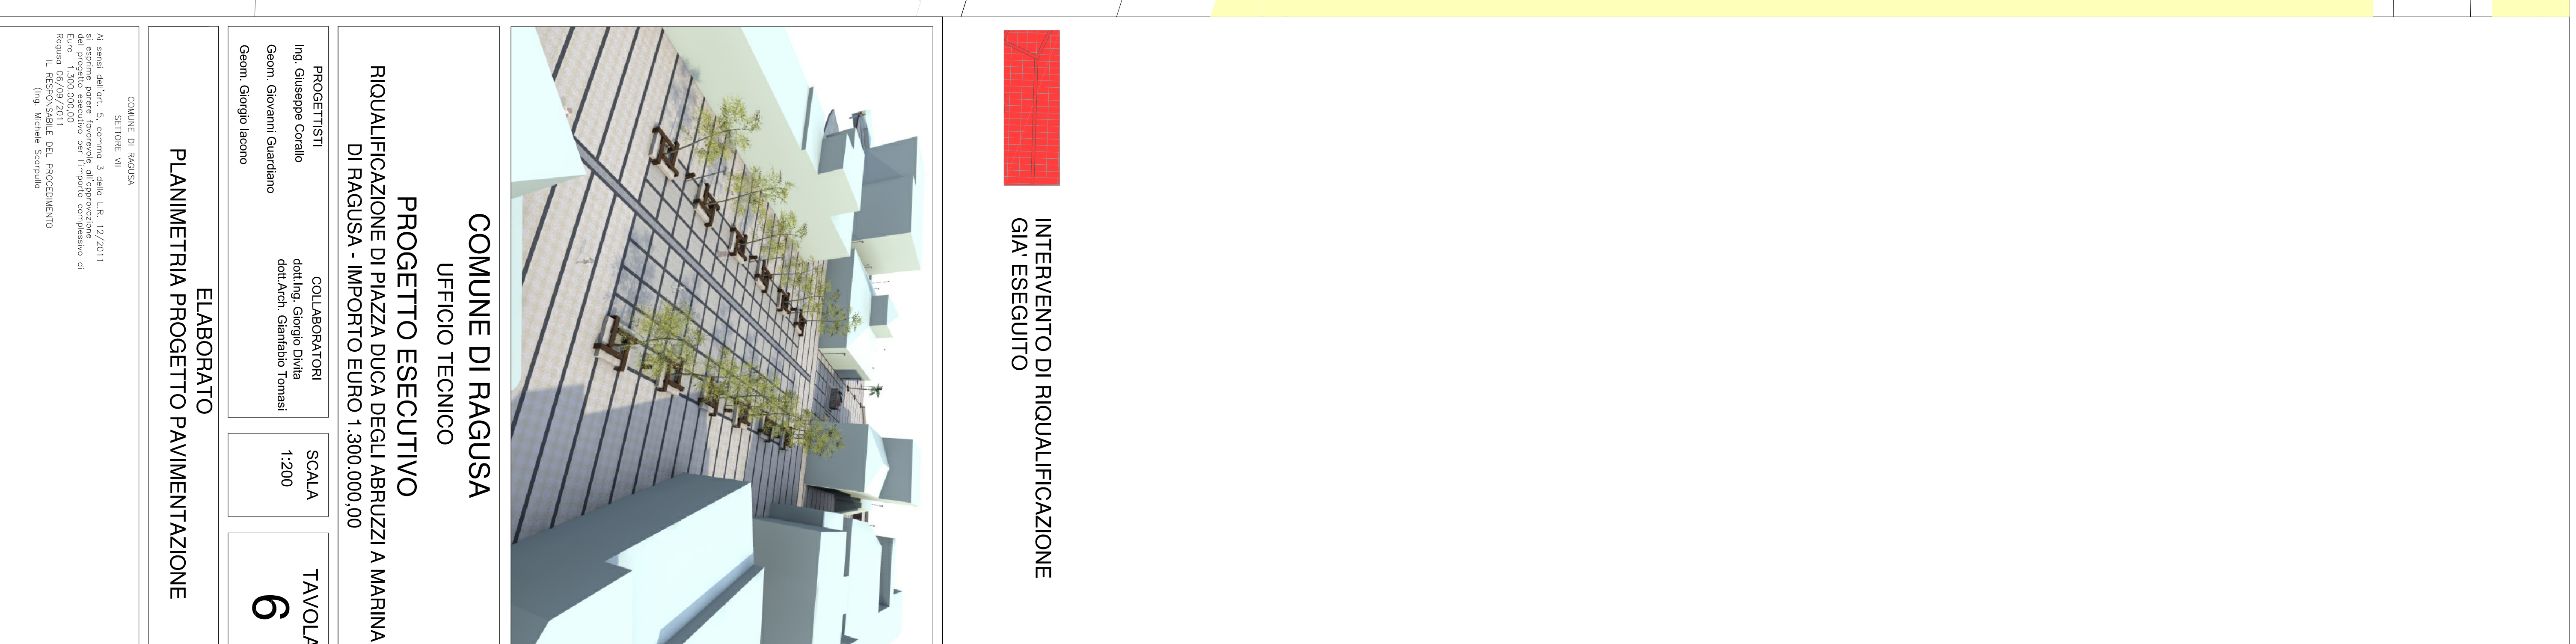 INTERVENTO DI RIQUALIFICAZIONE
GIA' ESEGUITO
COMUNE DI RAGUSA
UFFICIO TECNICO
PROGETTO ESECUTIVO
RIQUALIFICAZIONE DI PIAZZA DUCA DEGLI ABRUZZI A MARINA
DI RAGUSA - IMPORTO EURO 1.300.000,00
PROGETTISTI
Ing. Giuseppe Corallo
Geom. Giovanni Guardiano
Geom. Giorgio Iacono
COLLABORATORI
dott.Ing. Giorgio Divita
dott.Arch. Gianfabio Tomasi
SCALA
1:200
TAVOLA
6
ELABORATO
PLANIMETRIA PROGETTO PAVIMENTAZIONE
COMUNE DI RAGUSA
SETTORE VII
Ai sensi dell'art. 5, comma 3 della L.R. 12/2011
si esprime parere favorevole all'approvazione
del progetto esecutivo per l'importo complessivo di
Euro 1.300.000,00
Ragusa 06/09/2011
IL RESPONSABILE DEL PROCEDIMENTO
(Ing. Michele Scarpulla